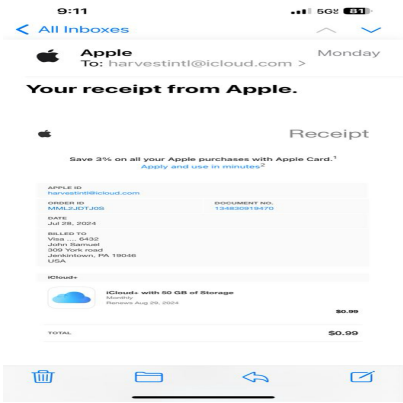 9:11
5G 81
< All Inboxes
Apple
Monday
To: harvestintl@icloud.com >
Your receipt from Apple.
Receipt
Save 3% on all your Apple purchases with Apple Card.1
Apply and use in minutes2
APPLE ID
harvestintl@icloud.com
ORDER ID
DOCUMENT NO.
MML2JDTJ0S
134830919470
DATE
Jul 28, 2024
BILLED TO
Visa .... 6432
John Samuel
309 York road
Jenkintown, PA 19046
USA
iCloud+
iCloud+ with 50 GB of Storage
Monthly
Renews Aug 28, 2024
$0.99
TOTAL
$0.99